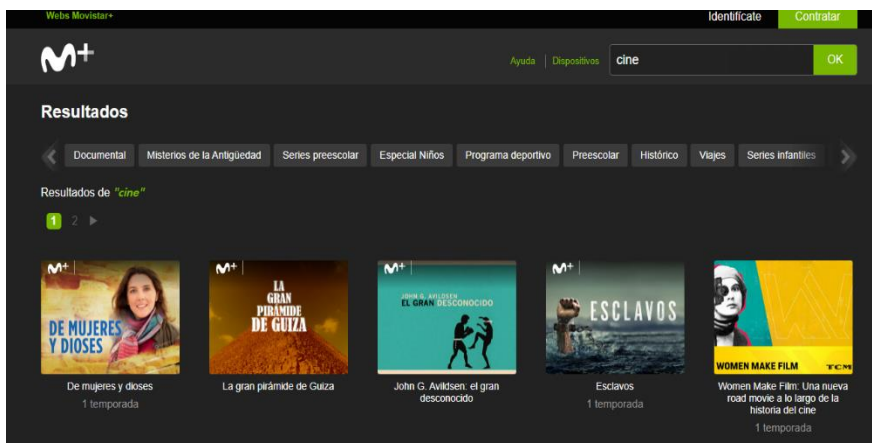 Webs Movistar+
Identifícate
Contratar
M+
Ayuda | Dispositivos
cine
OK
Resultados
Documental
Misterios de la Antigüedad
Series preescolar
Especial Niños
Programa deportivo
Preescolar
Histórico
Viajes
Series infantiles
Resultados de "cine"
1 2
M+
DE MUJERES
Y DIOSES
M+
LA
GRAN
PIRÁMIDE
DE GUIZA
M+
JOHN G. AVILDSEN
EL GRAN DESCONOCIDO
M+
ESCLAVOS
WOMEN MAKE FILM
TCM
De mujeres y dioses
1 temporada
La gran pirámide de Guiza
John G. Avildsen: el gran
desconocido
Esclavos
1 temporada
Women Make Film: Una nueva
road movie a lo largo de la
historia del cine
1 temporada